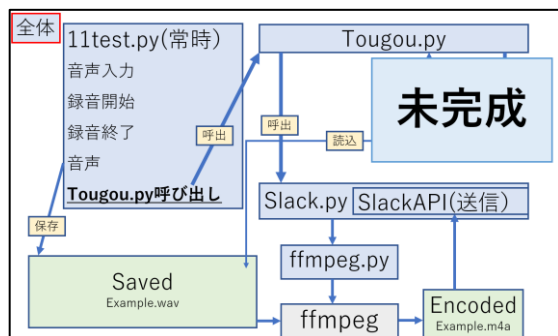 全体
11test.py(常時)
音声入力
録音開始
録音終了
音声
Tougou.py呼び出し
呼出
保存
Tougou.py
呼出
読込
未完成
Slack.py
SlackAPI(送信)
ffmpeg.py
ffmpeg
Saved
Example.wav
Encoded
Example.m4a